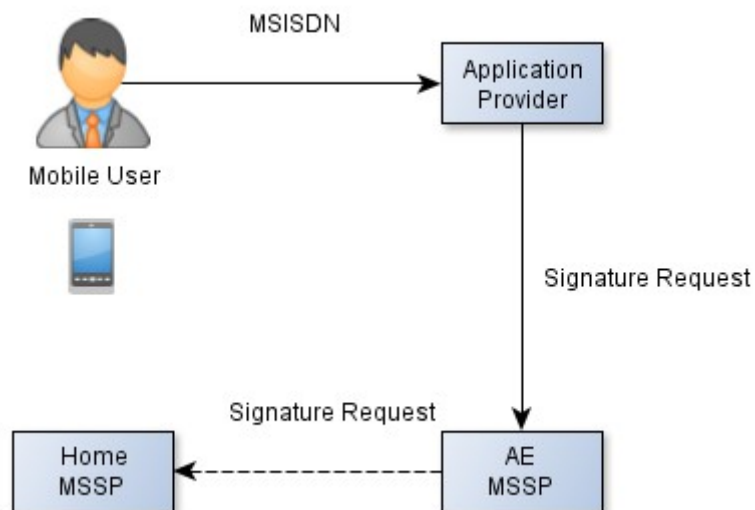 MSISDN
Application
Provider
Mobile User
Signature Request
Signature Request
Home
MSSP
AE
MSSP